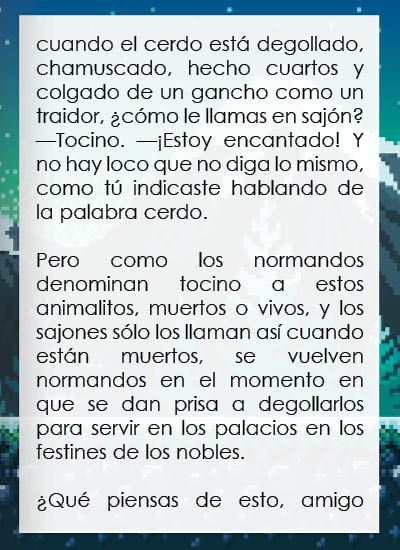 cuando el cerdo está degollado,
chamuscado, hecho cuartos y
colgado de un gancho como un
traidor, ¿cómo le llamas en sajón?
—Tocino. —¡Estoy encantado! Y
no hay loco que no diga lo mismo,
como tú indicaste hablando de
la palabra cerdo.

Pero como los normandos
denominan tocino a estos
animalitos, muertos o vivos, y los
sajones sólo los llaman así cuando
están muertos, se vuelven
normandos en el momento en
que se dan prisa a degollarlos
para servir en los palacios en los
festines de los nobles.

¿Qué piensas de esto, amigo